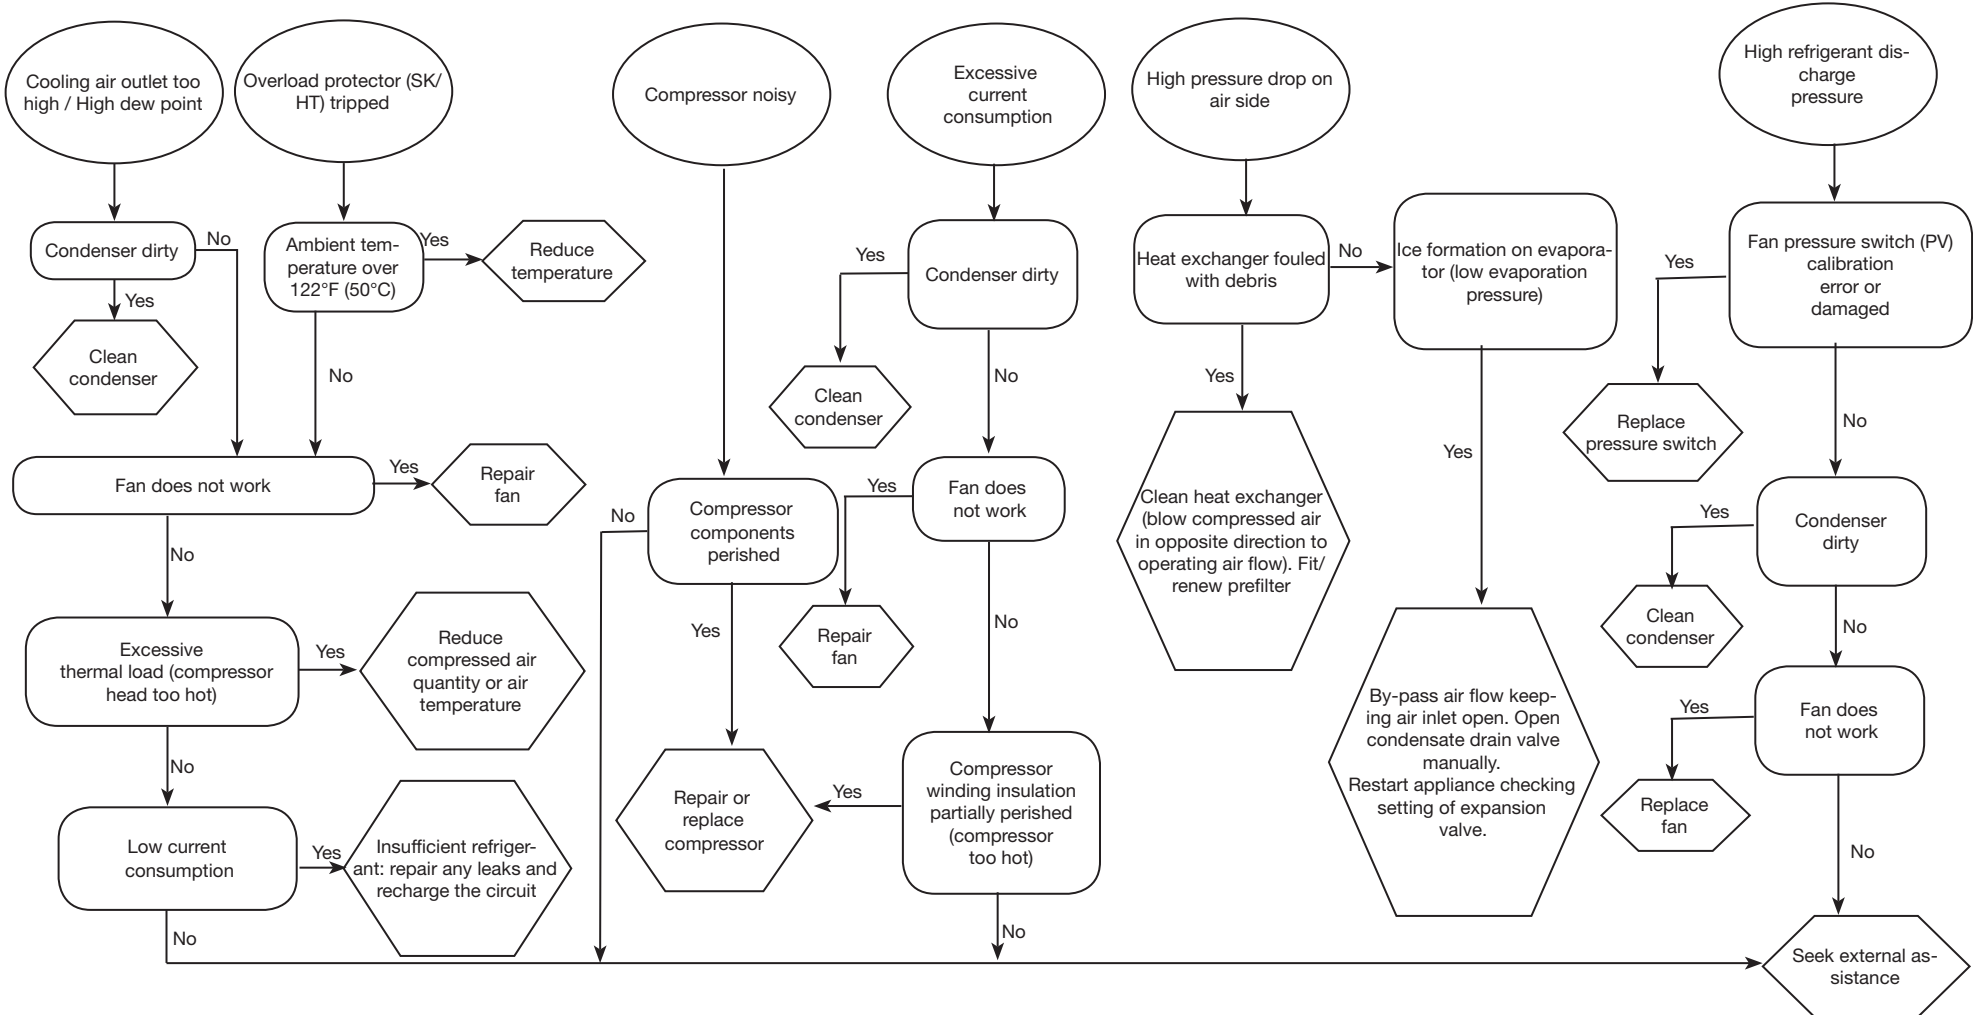 Cooling air outlet too
high / High dew point
Overload protector (SK/
HT) tripped
Compressor noisy
Excessive
current
consumption
High pressure drop on
air side
High refrigerant dis-
charge
pressure
Condenser dirty
No
Yes
Clean
condenser
Ambient tem-
perature over
122°F (50°C)
Yes
Reduce
temperature
No
Fan does not work
Yes
Repair
fan
No
Excessive
thermal load (compressor
head too hot)
Yes
Reduce
compressed air
quantity or air
temperature
No
Low current
consumption
Yes
Insufficient refriger-
ant: repair any leaks and
recharge the circuit
No
Compressor
components
perished
No
Yes
Repair or
replace
compressor
Condenser dirty
Yes
Clean
condenser
No
Fan does
not work
Yes
Repair
fan
No
Compressor
winding insulation
partially perished
(compressor
too hot)
Yes
No
Heat exchanger fouled
with debris
No
Yes
Clean heat exchanger
(blow compressed air
in opposite direction to
operating air flow). Fit/
renew prefilter
Ice formation on evapora-
tor (low evaporation
pressure)
Yes
By-pass air flow keep-
ing air inlet open. Open
condensate drain valve
manually.
Restart appliance checking
setting of expansion
valve.
Fan pressure switch (PV)
calibration
error or
damaged
Yes
Replace
pressure switch
No
Condenser
dirty
Yes
Clean
condenser
No
Fan does
not work
Yes
Replace
fan
No
Seek external as-
sistance